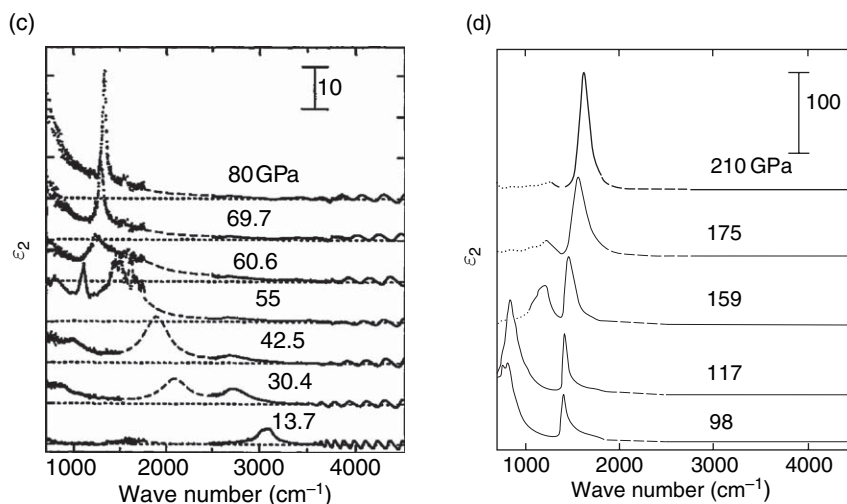 (c)
10
80 GPa
69.7
60.6
55
42.5
30.4
13.7
ε₂
1000 2000 3000 4000
Wave number (cm⁻¹)
(d)
100
210 GPa
175
159
117
98
ε₂
1000 2000 3000 4000
Wave number (cm⁻¹)